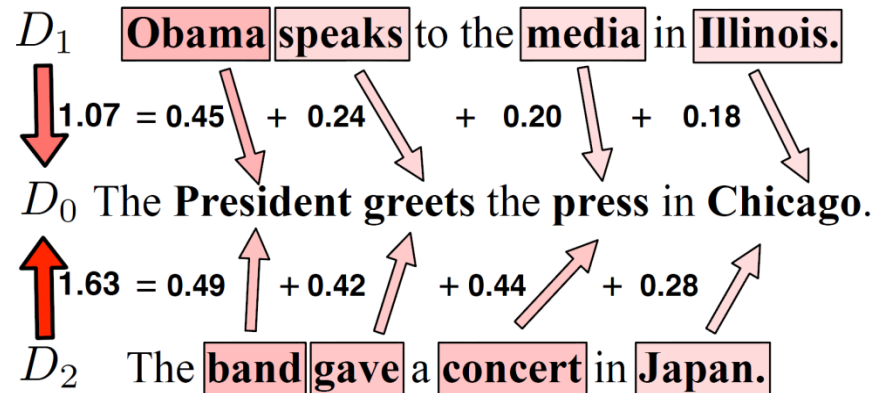 D₁ Obama speaks to the media in Illinois.
1.07 = 0.45 + 0.24 + 0.20 + 0.18
D₀ The President greets the press in Chicago.
1.63 = 0.49 + 0.42 + 0.44 + 0.28
D₂ The band gave a concert in Japan.